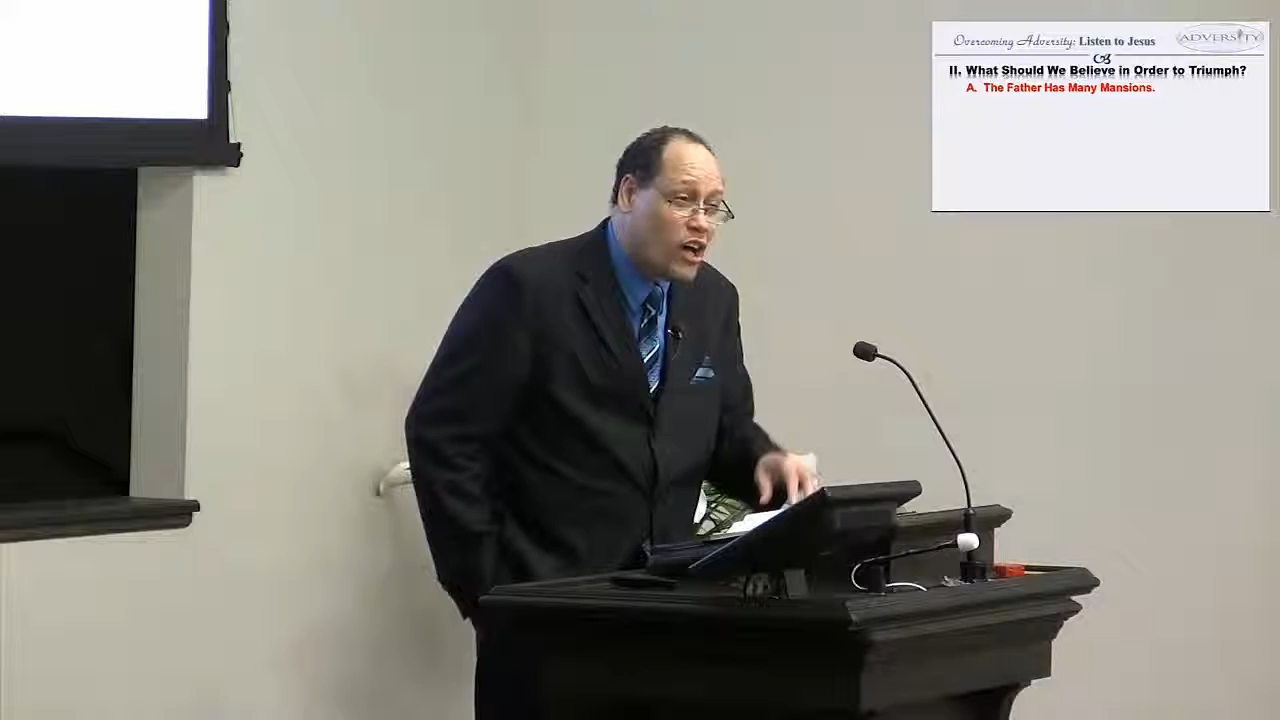 Overcoming Adversity: Listen to Jesus
ADVERSITY
II. What Should We Believe in Order to Triumph?
A. The Father Has Many Mansions.